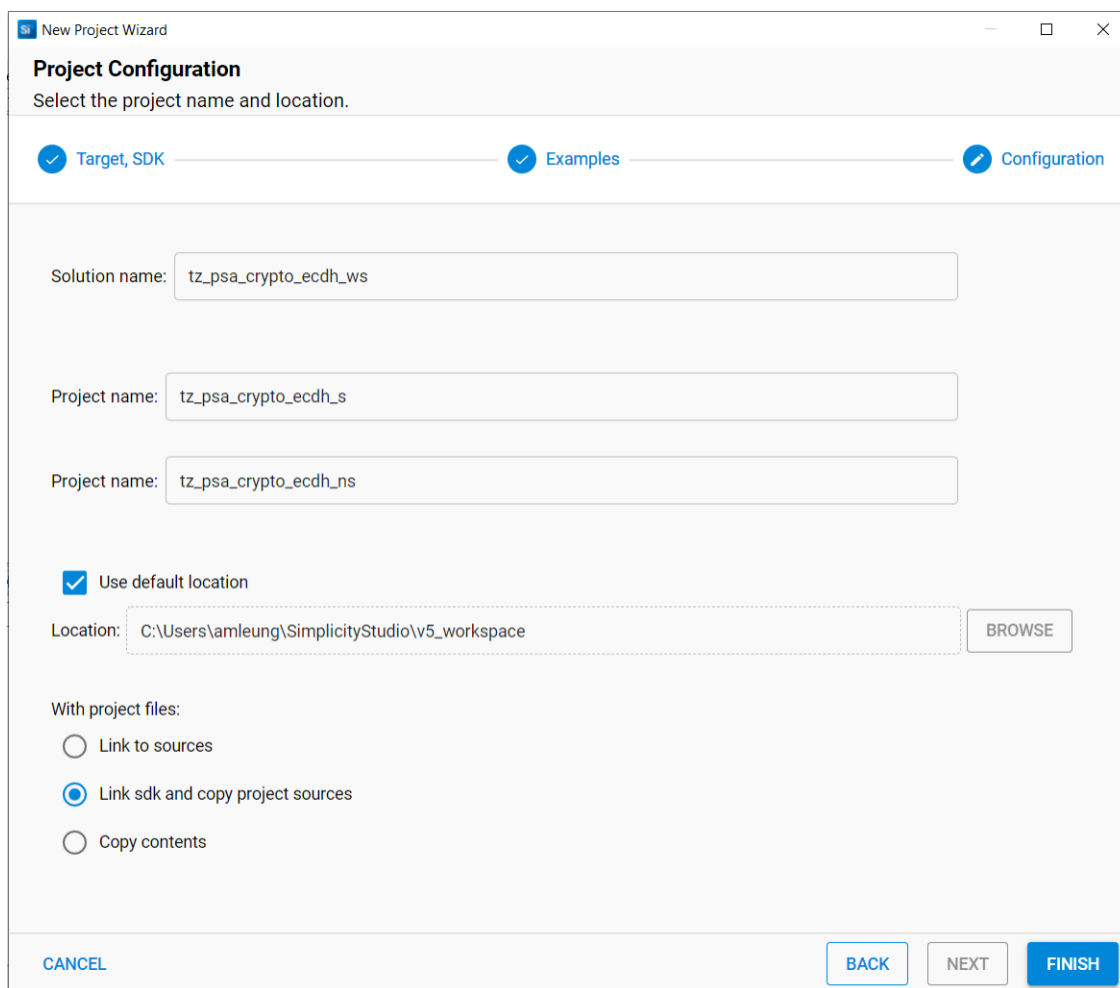 Si
New Project Wizard
Project Configuration
Select the project name and location.
Target, SDK
Examples
Configuration
Solution name: tz_psa_crypto_ecdh_ws
Project name: tz_psa_crypto_ecdh_s
Project name: tz_psa_crypto_ecdh_ns
Use default location
Location: C:\Users\amleung\SimplicityStudio\v5_workspace BROWSE
With project files:
Link to sources
Link sdk and copy project sources
Copy contents
CANCEL BACK NEXT FINISH